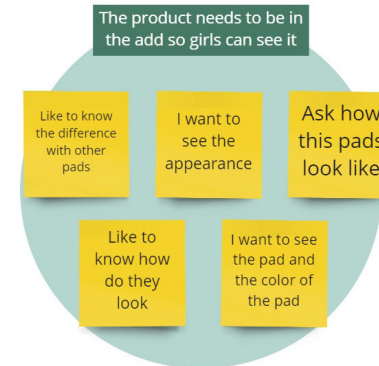 The product needs to be in
the add so girls can see it
Like to know
the difference
with other
pads
I want to
see the
appearance
Ask how
this pads
look like
Like to
know how
do they
look
I want to see
the pad and
the color of
the pad